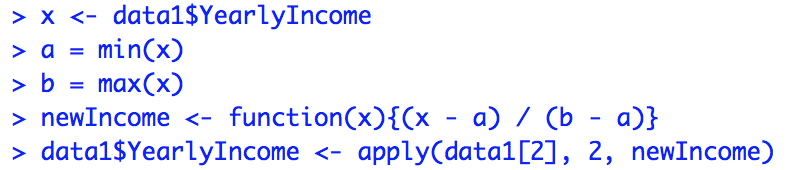 > x <- data1$YearlyIncome
> a = min(x)
> b = max(x)
> newIncome <- function(x){(x - a) / (b - a)}
> data1$YearlyIncome <- apply(data1[2], 2, newIncome)